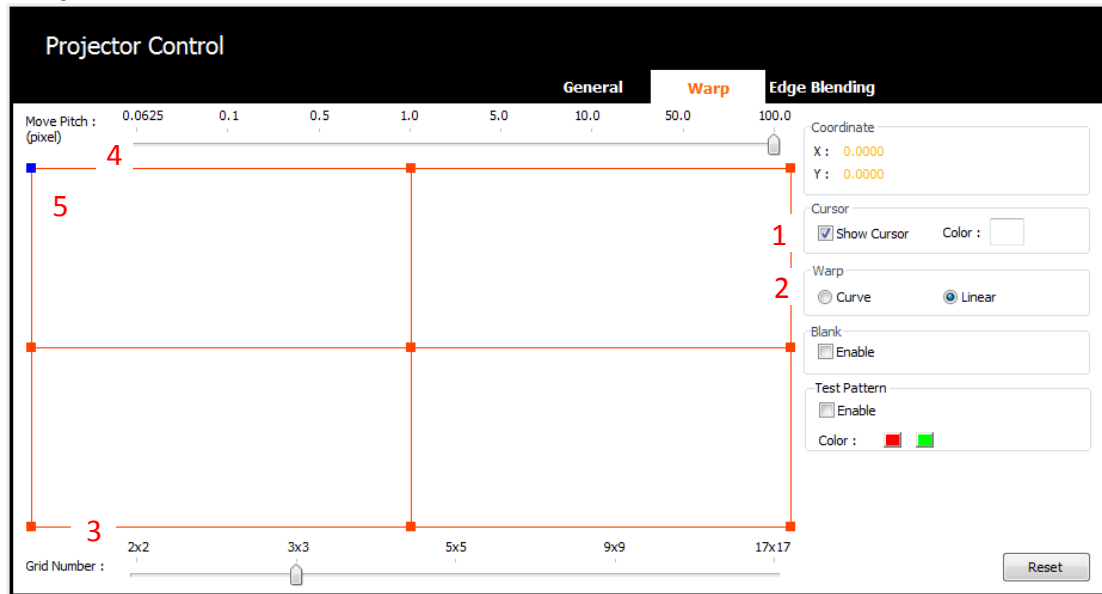 Projector Control
General Warp Edge Blending
Move Pitch : 0.0625 0.1 0.5 1.0 5.0 10.0 50.0 100.0
(pixel)
Coordinate
4
X : 0.0000
Y : 0.0000
5
Cursor
1
Show Cursor Color :
Warp
2
Curve Linear
Blank
Enable
Test Pattern
Enable
Color :
3
2x2 3x3 5x5 9x9 17x17
Grid Number :
Reset